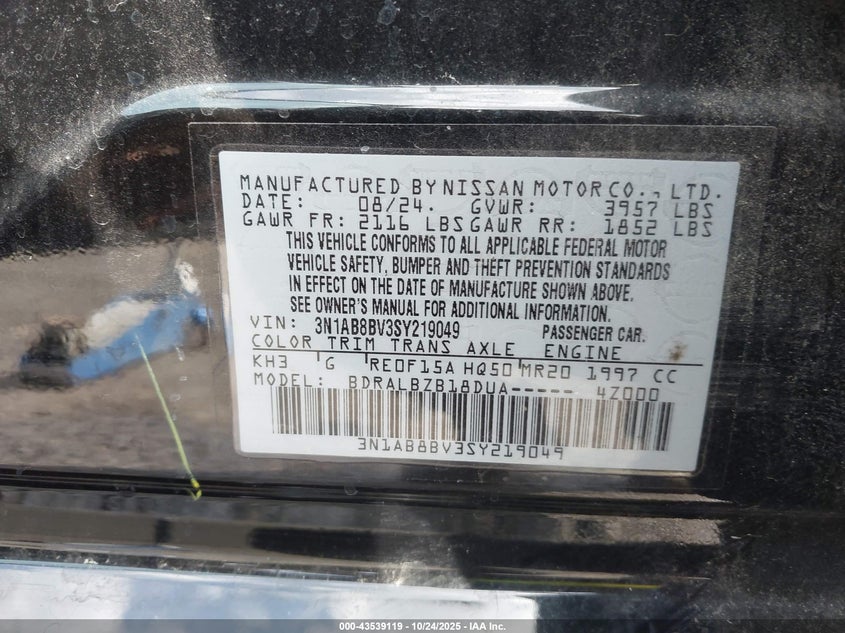 MANUFACTURED BY NISSAN MOTOR CO., LTD.
DATE: 08/24. GVWR: 3957 LBS
GAWR FR: 2116 LBS GAWR RR: 1852 LBS
THIS VEHICLE CONFORMS TO ALL APPLICABLE FEDERAL MOTOR
VEHICLE SAFETY, BUMPER AND THEFT PREVENTION STANDARDS
IN EFFECT ON THE DATE OF MANUFACTURE SHOWN ABOVE.
SEE OWNER'S MANUAL FOR ADDITIONAL INFORMATION.
VIN: 3N1AB8BV3SY219049 PASSENGER CAR.
COLOR TRIM TRANS AXLE ENGINE
KH3 G RE0F15A HQ50 MR20 1997 CC
MODEL: BDRALBZB18DUA----- 4Z000
3N1AB8BV3SY219049
000-43539119 - 10/24/2025 - IAA Inc.